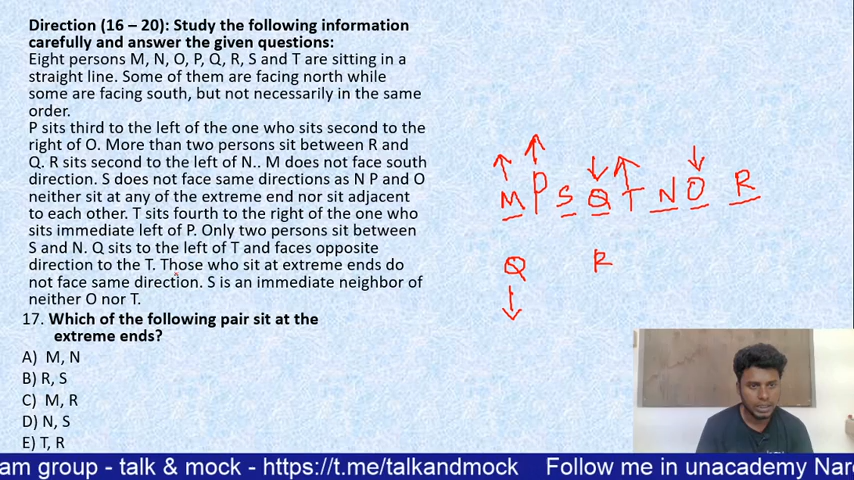 Direction (16 – 20): Study the following information
carefully and answer the given questions:
Eight persons M, N, O, P, Q, R, S and T are sitting in a
straight line. Some of them are facing north while
some are facing south, but not necessarily in the same
order.
P sits third to the left of the one who sits second to the
right of O. More than two persons sit between R and
Q. R sits second to the left of N.. M does not face south
direction. S does not face same directions as N P and O
neither sit at any of the extreme end nor sit adjacent
to each other. T sits fourth to the right of the one who
sits immediate left of P. Only two persons sit between
S and N. Q sits to the left of T and faces opposite
direction to the T. Those who sit at extreme ends do
not face same direction. S is an immediate neighbor of
neither O nor T.
17. Which of the following pair sit at the
extreme ends?
A) M, N
B) R, S
C) M, R
D) N, S
E) T, R
M P S Q T N O R
Q R
am group - talk & mock - https://t.me/talkandmock Follow me in unacademy Nar